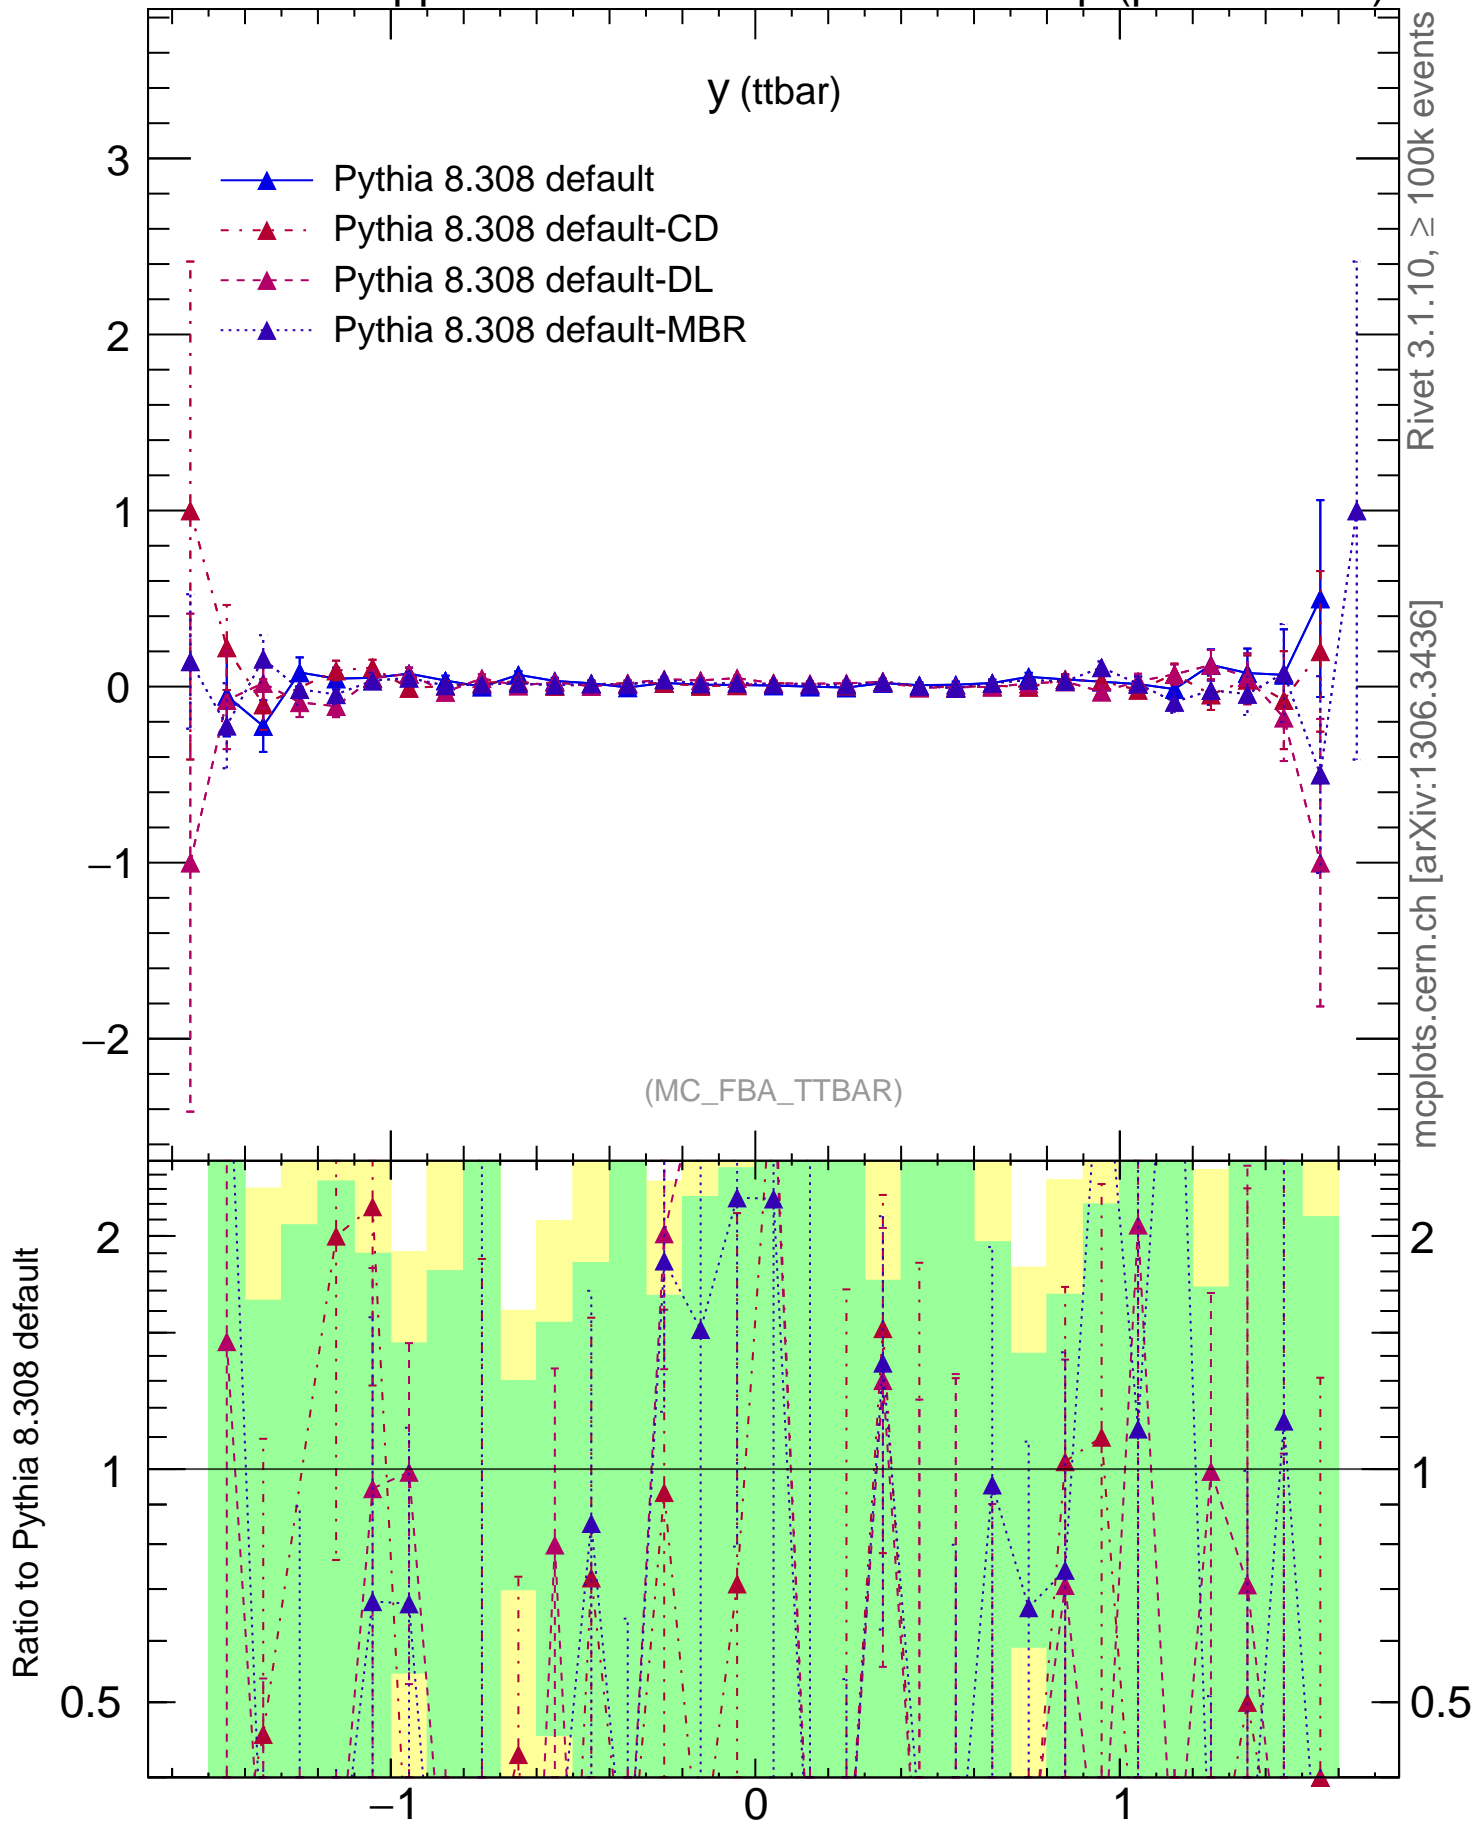 y (ttbar)
Pythia 8.308 default
Pythia 8.308 default-CD
Pythia 8.308 default-DL
Pythia 8.308 default-MBR
3
2
1
0
−1
−2
(MC_FBA_TTBAR)
Rivet 3.1.10, ≥ 100k events
mcplots.cern.ch [arXiv:1306.3436]
Ratio to Pythia 8.308 default
2
1
0.5
2
1
0.5
−1
0
1